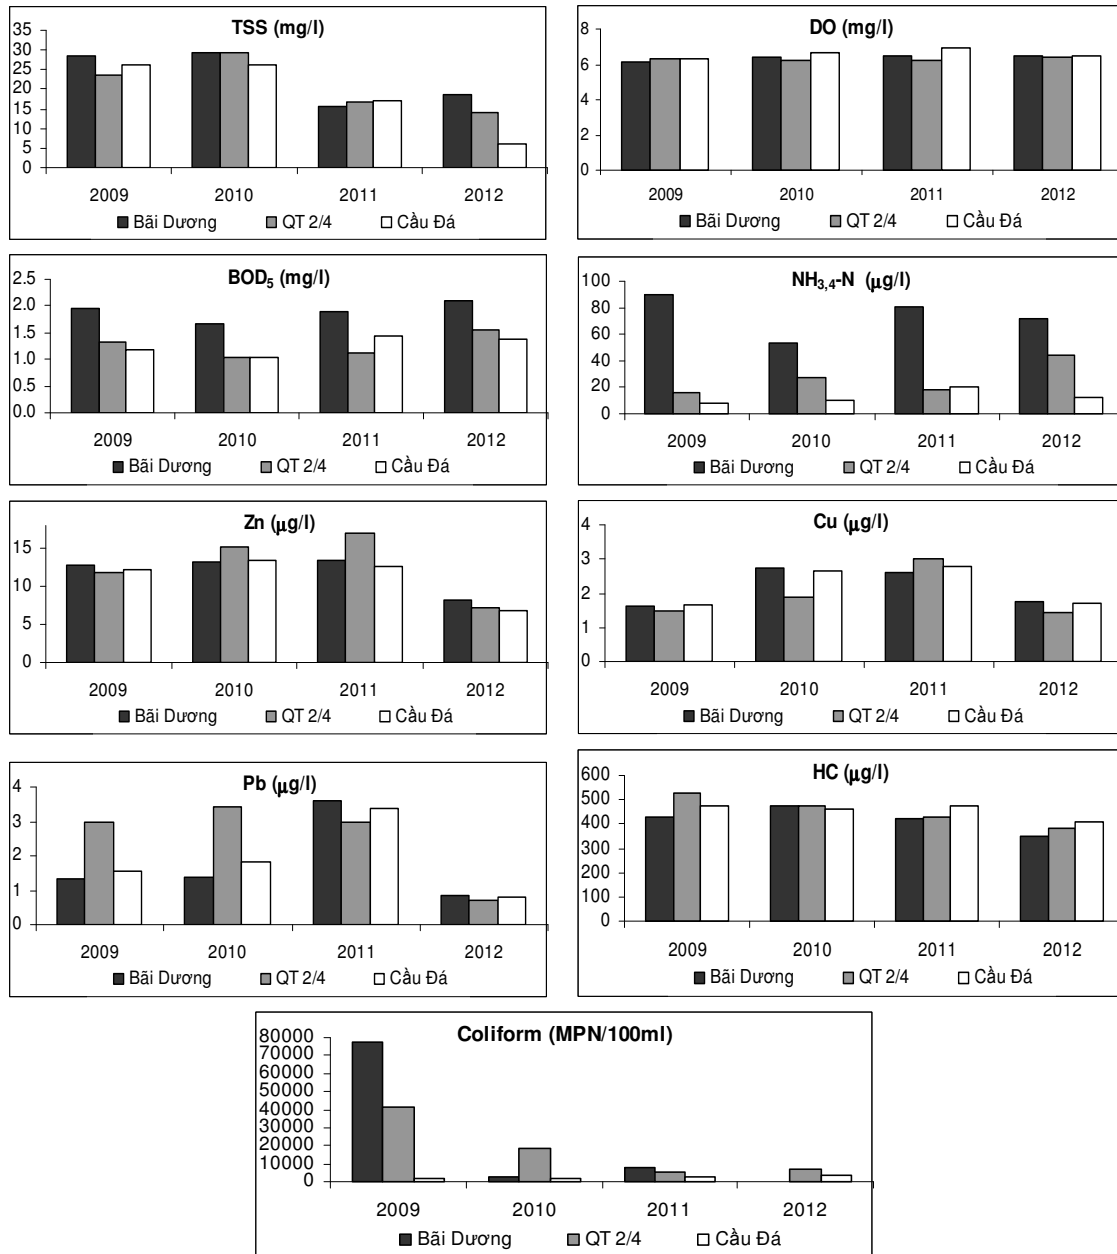 TSS (mg/l)
35
30
25
20
15
10
5
0
2009 2010 2011 2012
Bãi Dương QT 2/4 Cầu Đá
DO (mg/l)
8
6
4
2
0
2009 2010 2011 2012
Bãi Dương QT 2/4 Cầu Đá
BOD5 (mg/l)
2.5
2.0
1.5
1.0
0.5
0.0
2009 2010 2011 2012
Bãi Dương QT 2/4 Cầu Đá
NH3,4-N (µg/l)
100
80
60
40
20
0
2009 2010 2011 2012
Bãi Dương QT 2/4 Cầu Đá
Zn (µg/l)
15
10
5
0
2009 2010 2011 2012
Bãi Dương QT 2/4 Cầu Đá
Cu (µg/l)
4
3
2
1
0
2009 2010 2011 2012
Bãi Dương QT 2/4 Cầu Đá
Pb (µg/l)
4
3
2
1
0
2009 2010 2011 2012
Bãi Dương QT 2/4 Cầu Đá
HC (µg/l)
600
500
400
300
200
100
0
2009 2010 2011 2012
Bãi Dương QT 2/4 Cầu Đá
Coliform (MPN/100ml)
80000
70000
60000
50000
40000
30000
20000
10000
0
2009 2010 2011 2012
Bãi Dương QT 2/4 Cầu Đá